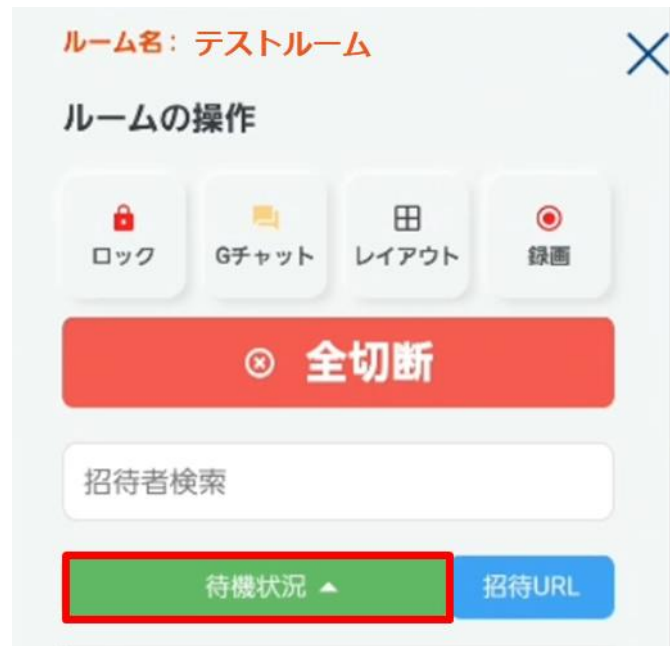 ルーム名： テストルーム
ルームの操作
ロック Gチャット レイアウト 録画
全切断
招待者検索
待機状況 招待URL